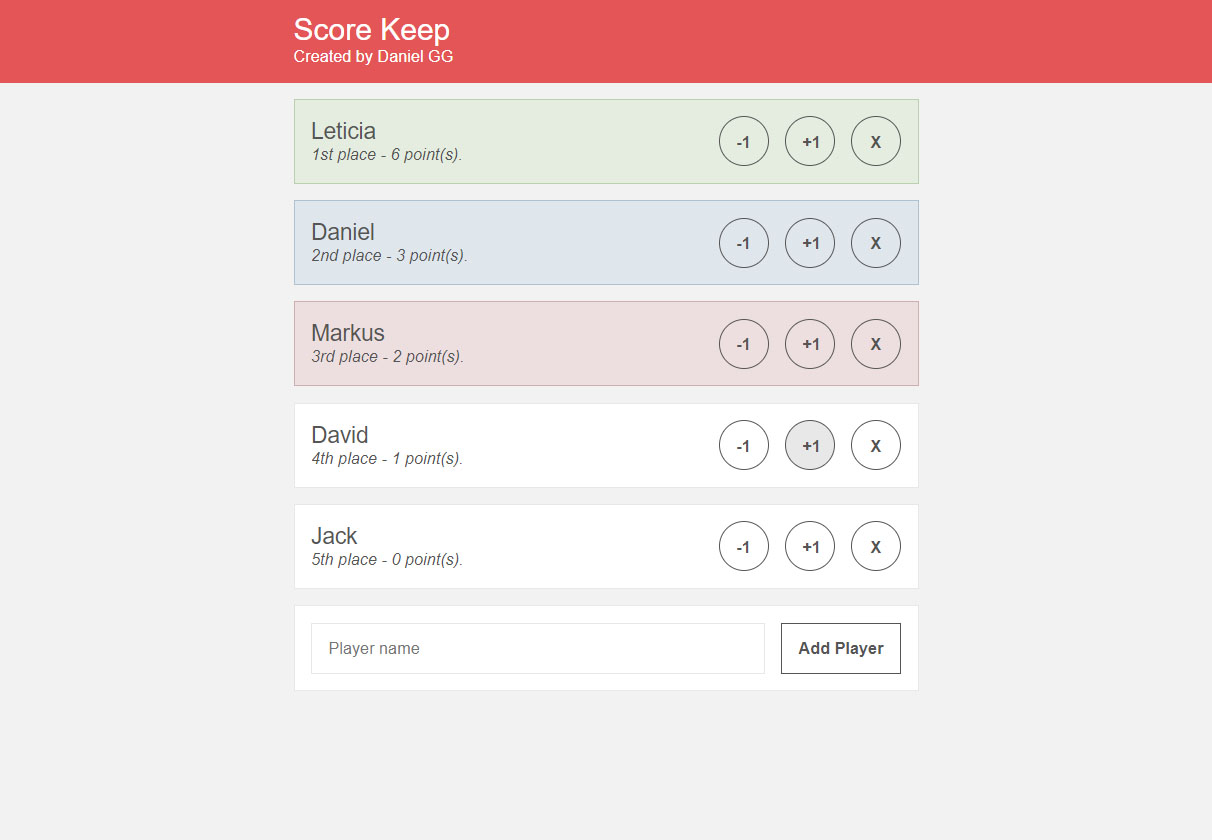 Score Keep
Created by Daniel GG
Leticia
1st place - 6 point(s).
-1 +1 X
Daniel
2nd place - 3 point(s).
-1 +1 X
Markus
3rd place - 2 point(s).
-1 +1 X
David
4th place - 1 point(s).
-1 +1 X
Jack
5th place - 0 point(s).
-1 +1 X
Player name Add Player